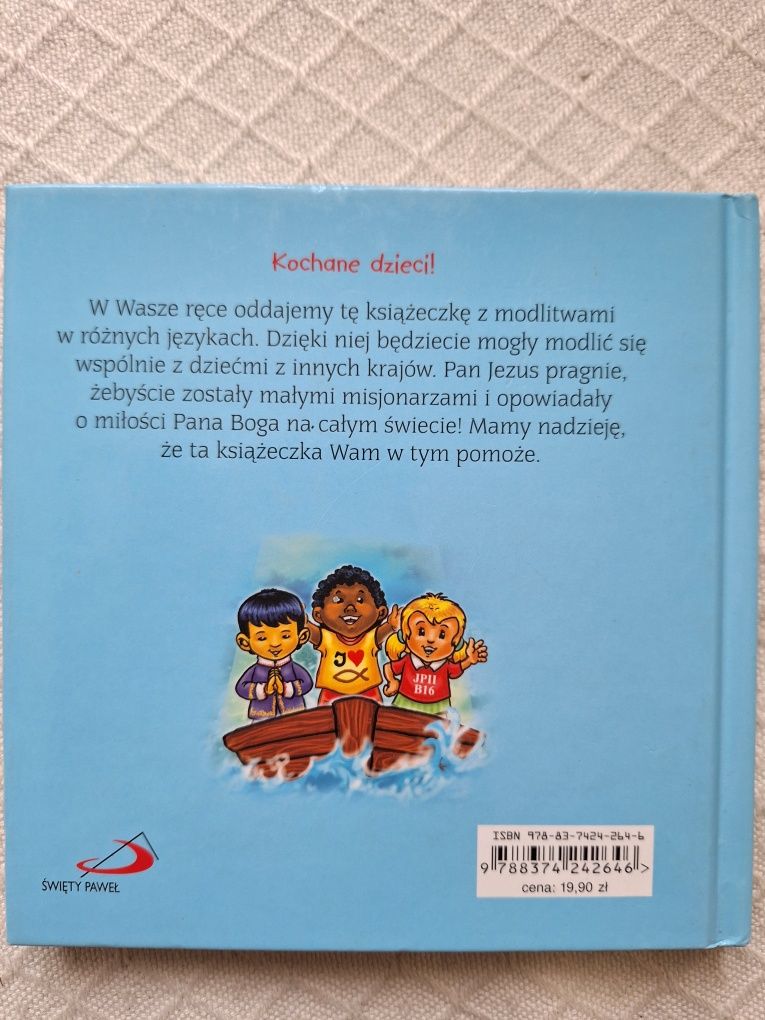 Kochane dzieci!
W Wasze ręce oddajemy tę książeczkę z modlitwami
w różnych językach. Dzięki niej będziecie mogły modlić się
wspólnie z dziećmi z innych krajów. Pan Jezus pragnie,
żebyście zostały małymi misjonarzami i opowiadały
o miłości Pana Boga na całym świecie! Mamy nadzieję,
że ta książeczka Wam w tym pomoże.
J
JPII
B16
ISBN 978-83-7424-264-6
9 788374 242646 >
cena: 19,90 zł
ŚWIĘTY PAWEŁ